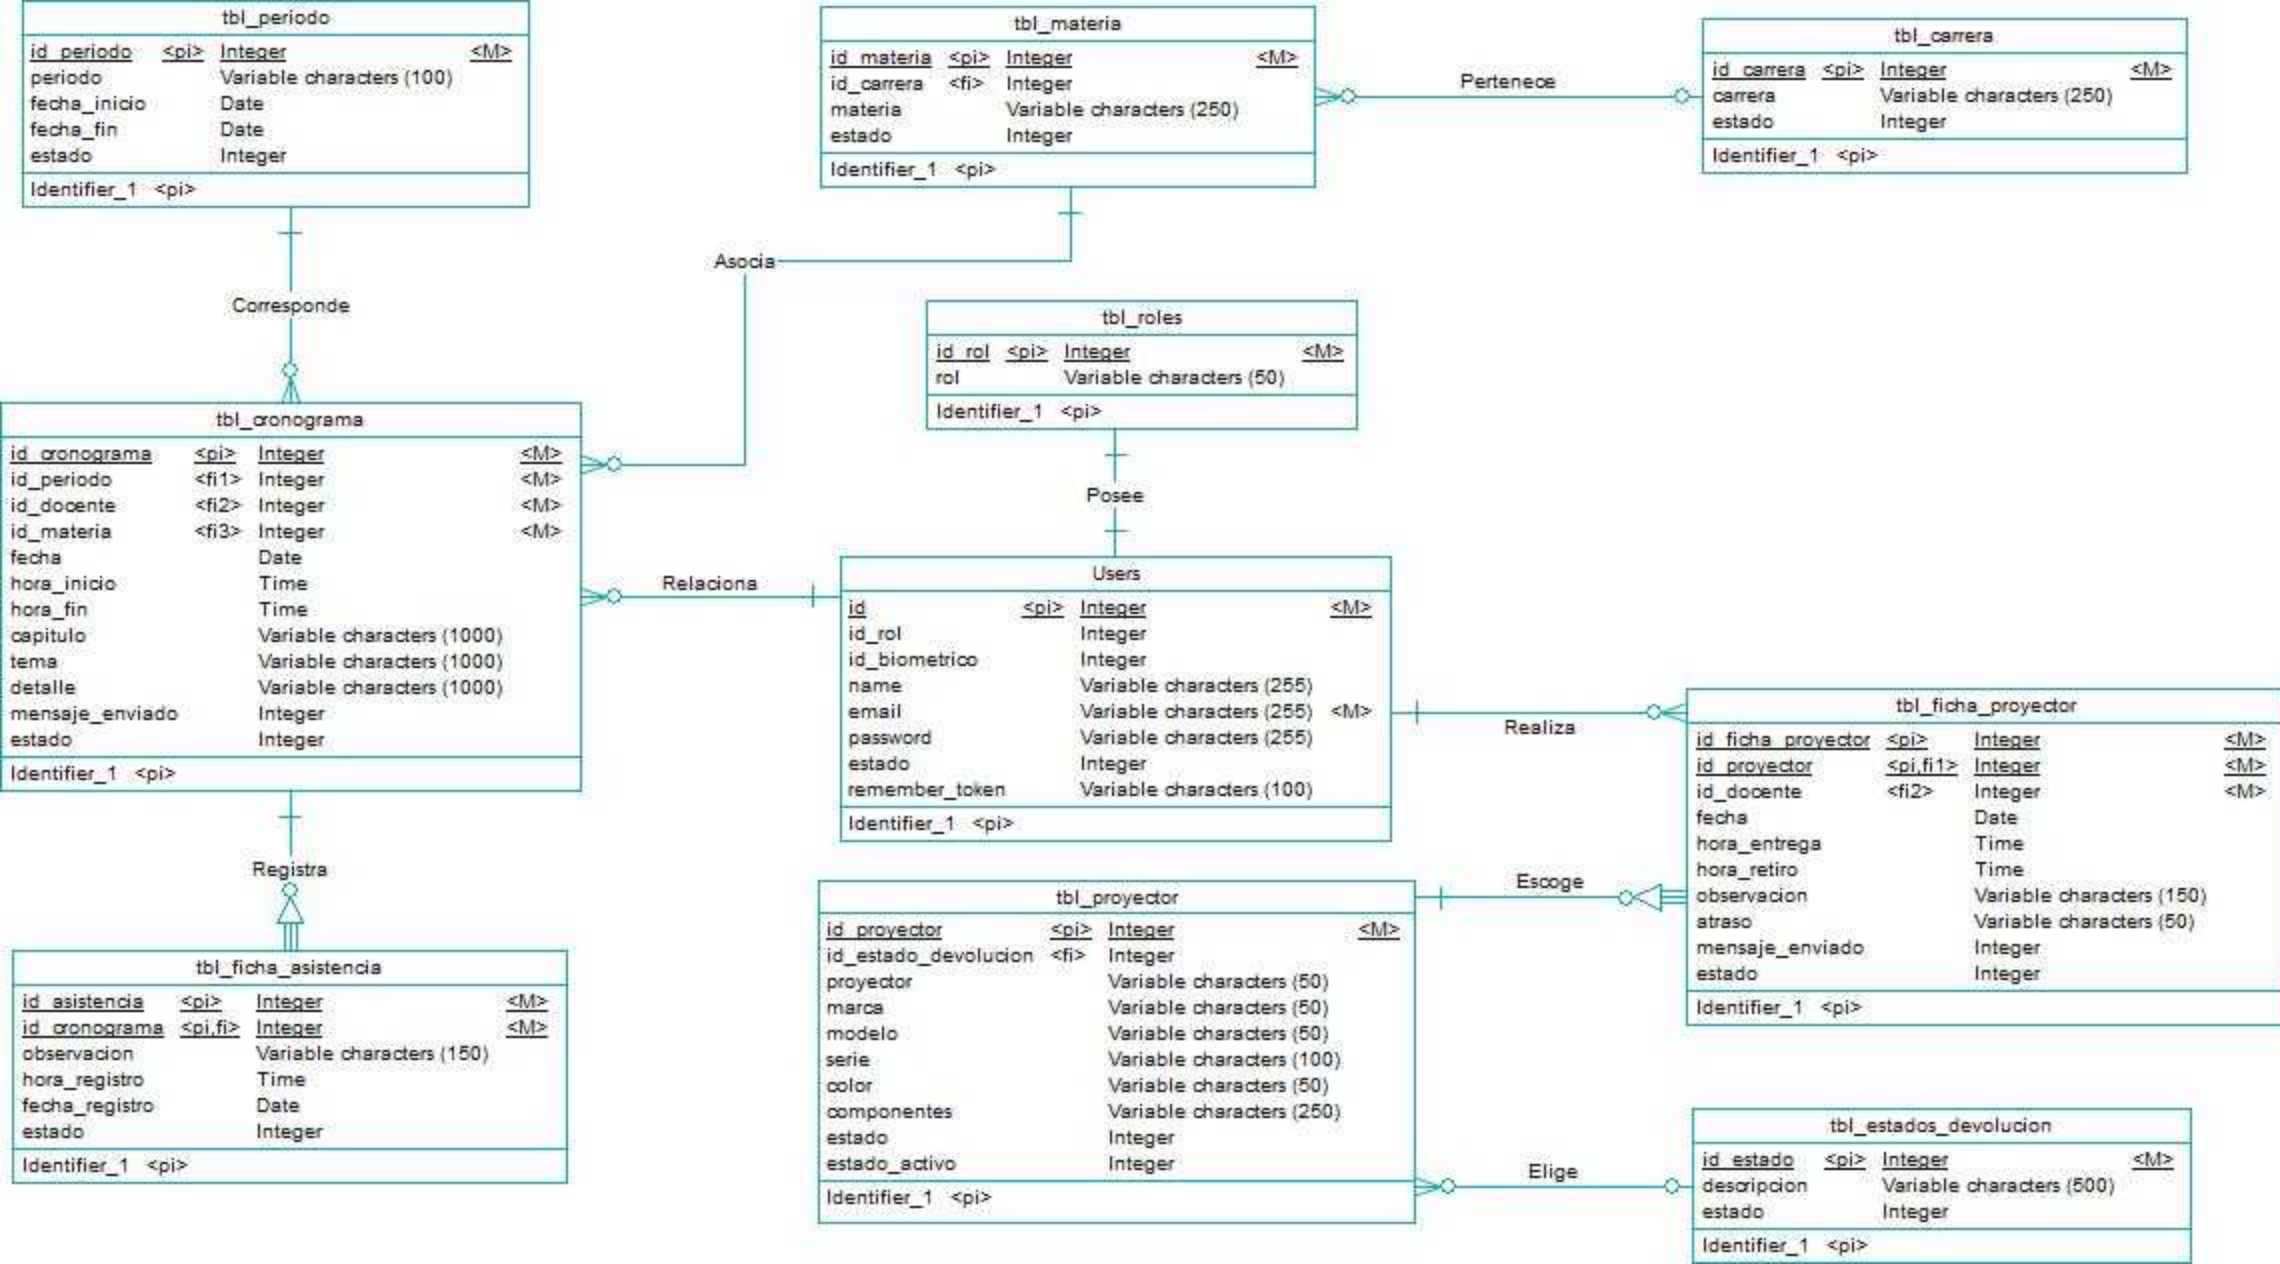 tbl_periodo
id_periodo <pi> Integer <M>
periodo Variable characters (100)
fecha_inicio Date
fecha_fin Date
estado Integer
Identifier_1 <pi>
tbl_materia
id_materia <pi> Integer <M>
id_carrera <fi> Integer
materia Variable characters (250)
estado Integer
Identifier_1 <pi>
Pertenece
tbl_carrera
id_carrera <pi> Integer <M>
carrera Variable characters (250)
estado Integer
Identifier_1 <pi>
Corresponde
Asocia
tbl_roles
id_rol <pi> Integer <M>
rol Variable characters (50)
Identifier_1 <pi>
Posee
tbl_cronograma
id_cronograma <pi> Integer <M>
id_periodo <fi1> Integer <M>
id_docente <fi2> Integer <M>
id_materia <fi3> Integer <M>
fecha Date
hora_inicio Time
hora_fin Time
capitulo Variable characters (1000)
tema Variable characters (1000)
detalle Variable characters (1000)
mensaje_enviado Integer
estado Integer
Identifier_1 <pi>
Relaciona
Users
id <pi> Integer <M>
id_rol Integer
id_biometrico Integer
name Variable characters (255)
email Variable characters (255) <M>
password Variable characters (255)
estado Integer
remember_token Variable characters (100)
Identifier_1 <pi>
Realiza
tbl_ficha_proyector
id_ficha_proyector <pi> Integer <M>
id_proyector <pi,fi1> Integer <M>
id_docente <fi2> Integer <M>
fecha Date
hora_entrega Time
hora_retiro Time
observacion Variable characters (150)
atraso Variable characters (50)
mensaje_enviado Integer
estado Integer
Identifier_1 <pi>
Registra
Escoge
tbl_ficha_asistencia
id_asistencia <pi> Integer <M>
id_cronograma <pi,fi> Integer <M>
observacion Variable characters (150)
hora_registro Time
fecha_registro Date
estado Integer
Identifier_1 <pi>
tbl_proyector
id_proyector <pi> Integer <M>
id_estado_devolucion <fi> Integer
proyector Variable characters (50)
marca Variable characters (50)
modelo Variable characters (50)
serie Variable characters (100)
color Variable characters (50)
componentes Variable characters (250)
estado Integer
estado_activo Integer
Identifier_1 <pi>
Elige
tbl_estados_devolucion
id_estado <pi> Integer <M>
descripcion Variable characters (500)
estado Integer
Identifier_1 <pi>